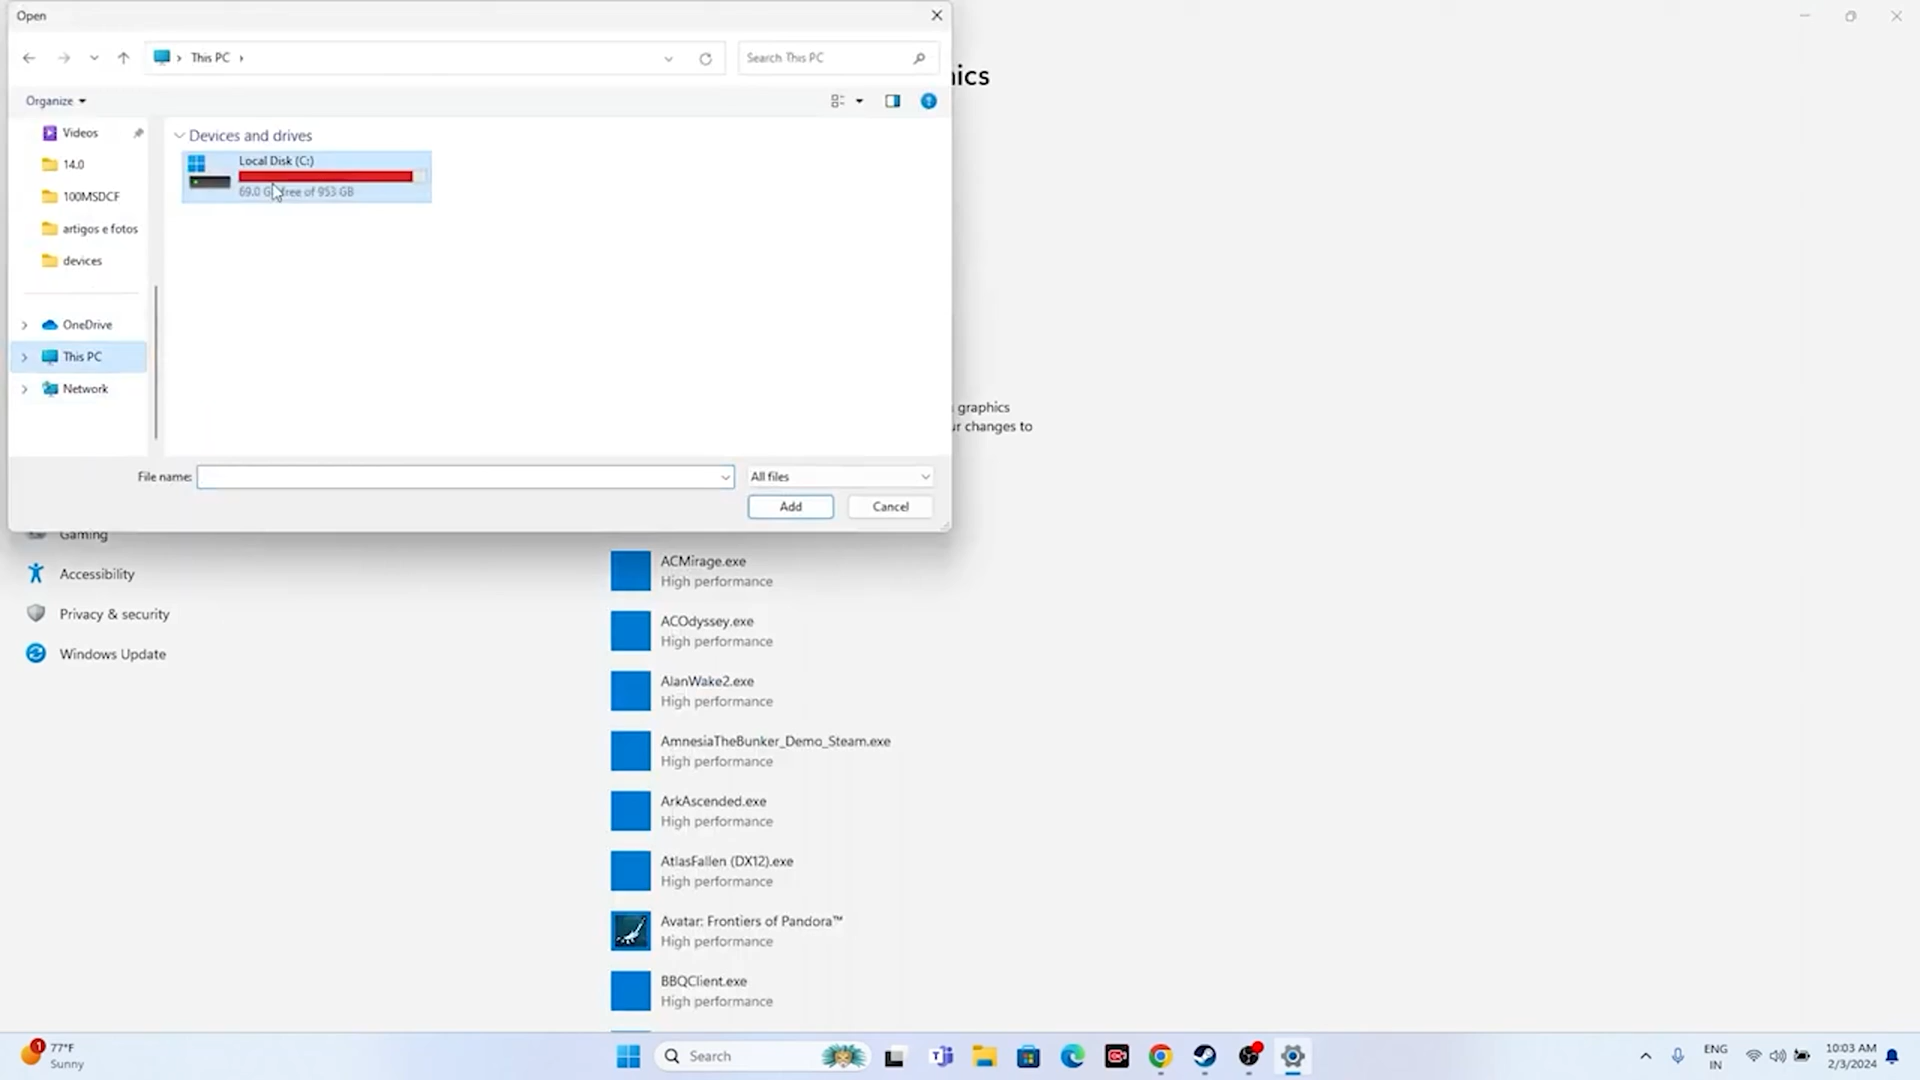 Open
This PC
Search This PC
ics
Organize
Videos
14.0
100MSDCF
artigos e fotos
devices
OneDrive
This PC
Network
Devices and drives
Local Disk (C:)
69.0 G free of 953 GB
graphics
ur changes to
File name:
All files
Add
Cancel
Gaming
Accessibility
Privacy & security
Windows Update
ACMirage.exe
High performance
ACOdyssey.exe
High performance
AlanWake2.exe
High performance
AmnesiaTheBunker_Demo_Steam.exe
High performance
ArkAscended.exe
High performance
AtlasFallen (DX12).exe
High performance
Avatar: Frontiers of Pandora™
High performance
BBQClient.exe
High performance
1
77°F
Sunny
Search
ENG
IN
10:03 AM
2/3/2024